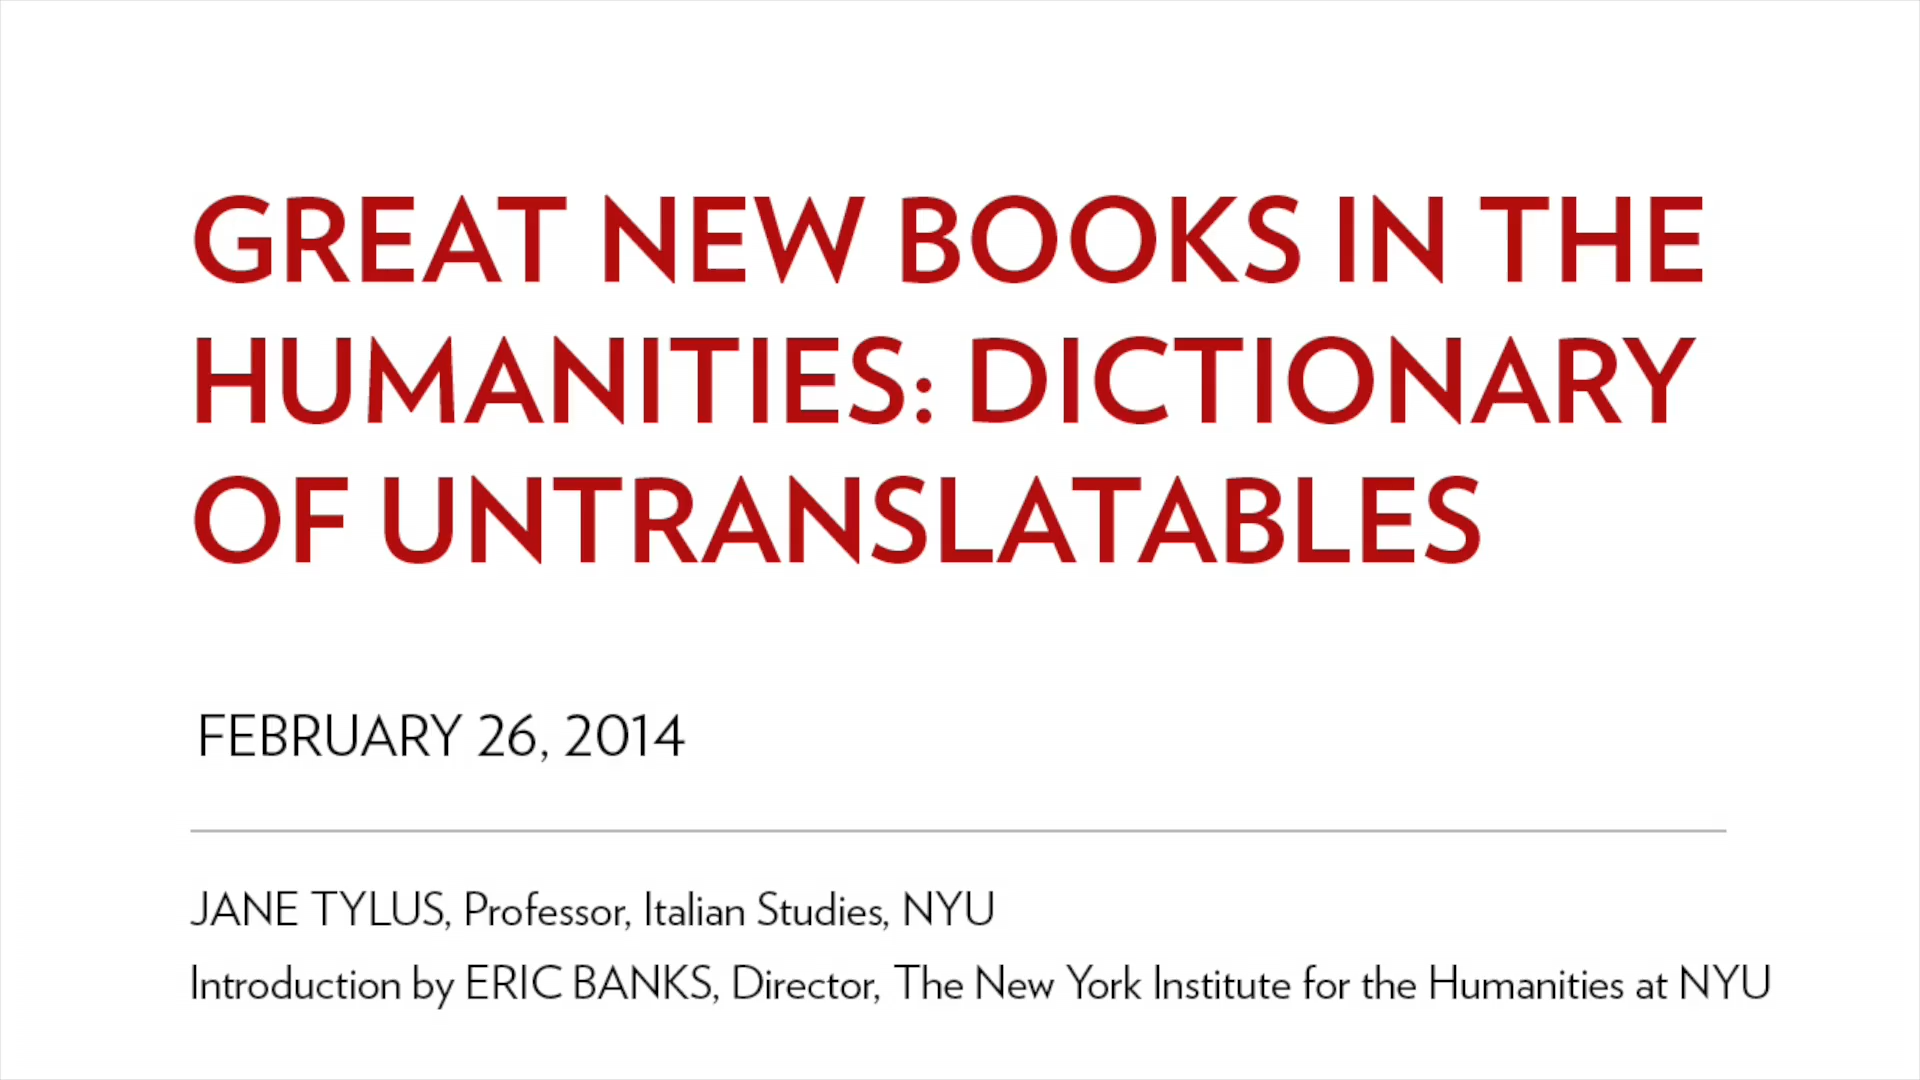 GREAT NEW BOOKS IN THE
HUMANITIES: DICTIONARY
OF UNTRANSLATABLES
FEBRUARY 26, 2014
JANE TYLUS, Professor, Italian Studies, NYU
Introduction by ERIC BANKS, Director, The New York Institute for the Humanities at NYU